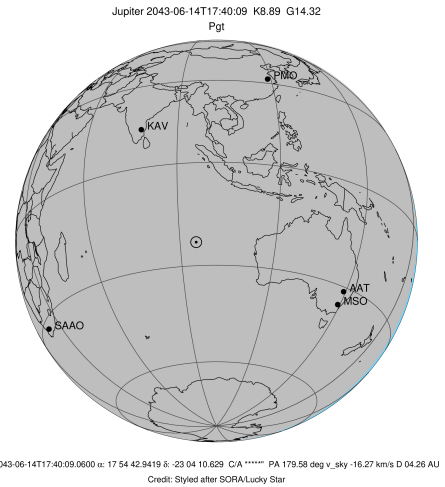 Jupiter 2043-06-14T17:40:09 K8.89 G14.32
Pgt
PMO
KAV
AAT
MSO
SAAO
043-06-14T17:40:09.0600 α: 17 54 42.9419 δ: -23 04 10.629 C/A *****" PA 179.58 deg v_sky -16.27 km/s D 04.26 AU
Credit: Styled after SORA/Lucky Star